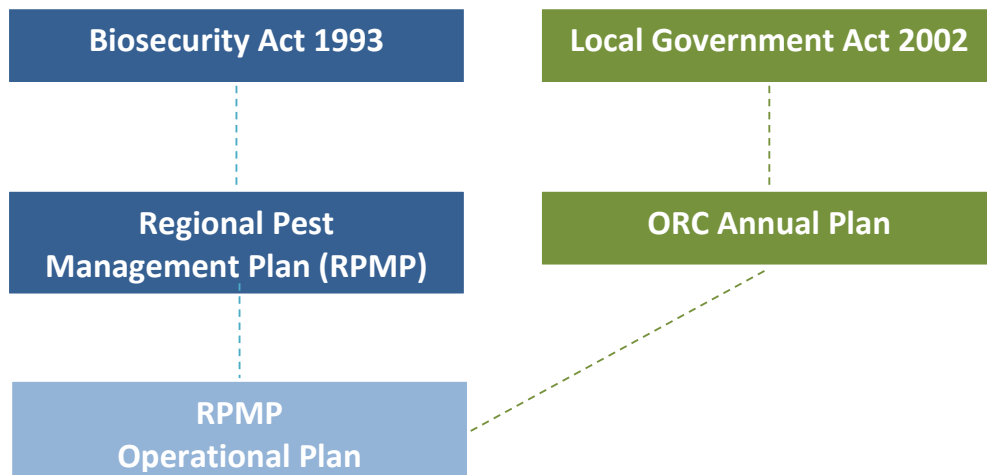 Biosecurity Act 1993
Local Government Act 2002
Regional Pest
Management Plan (RPMP)
ORC Annual Plan
RPMP
Operational Plan